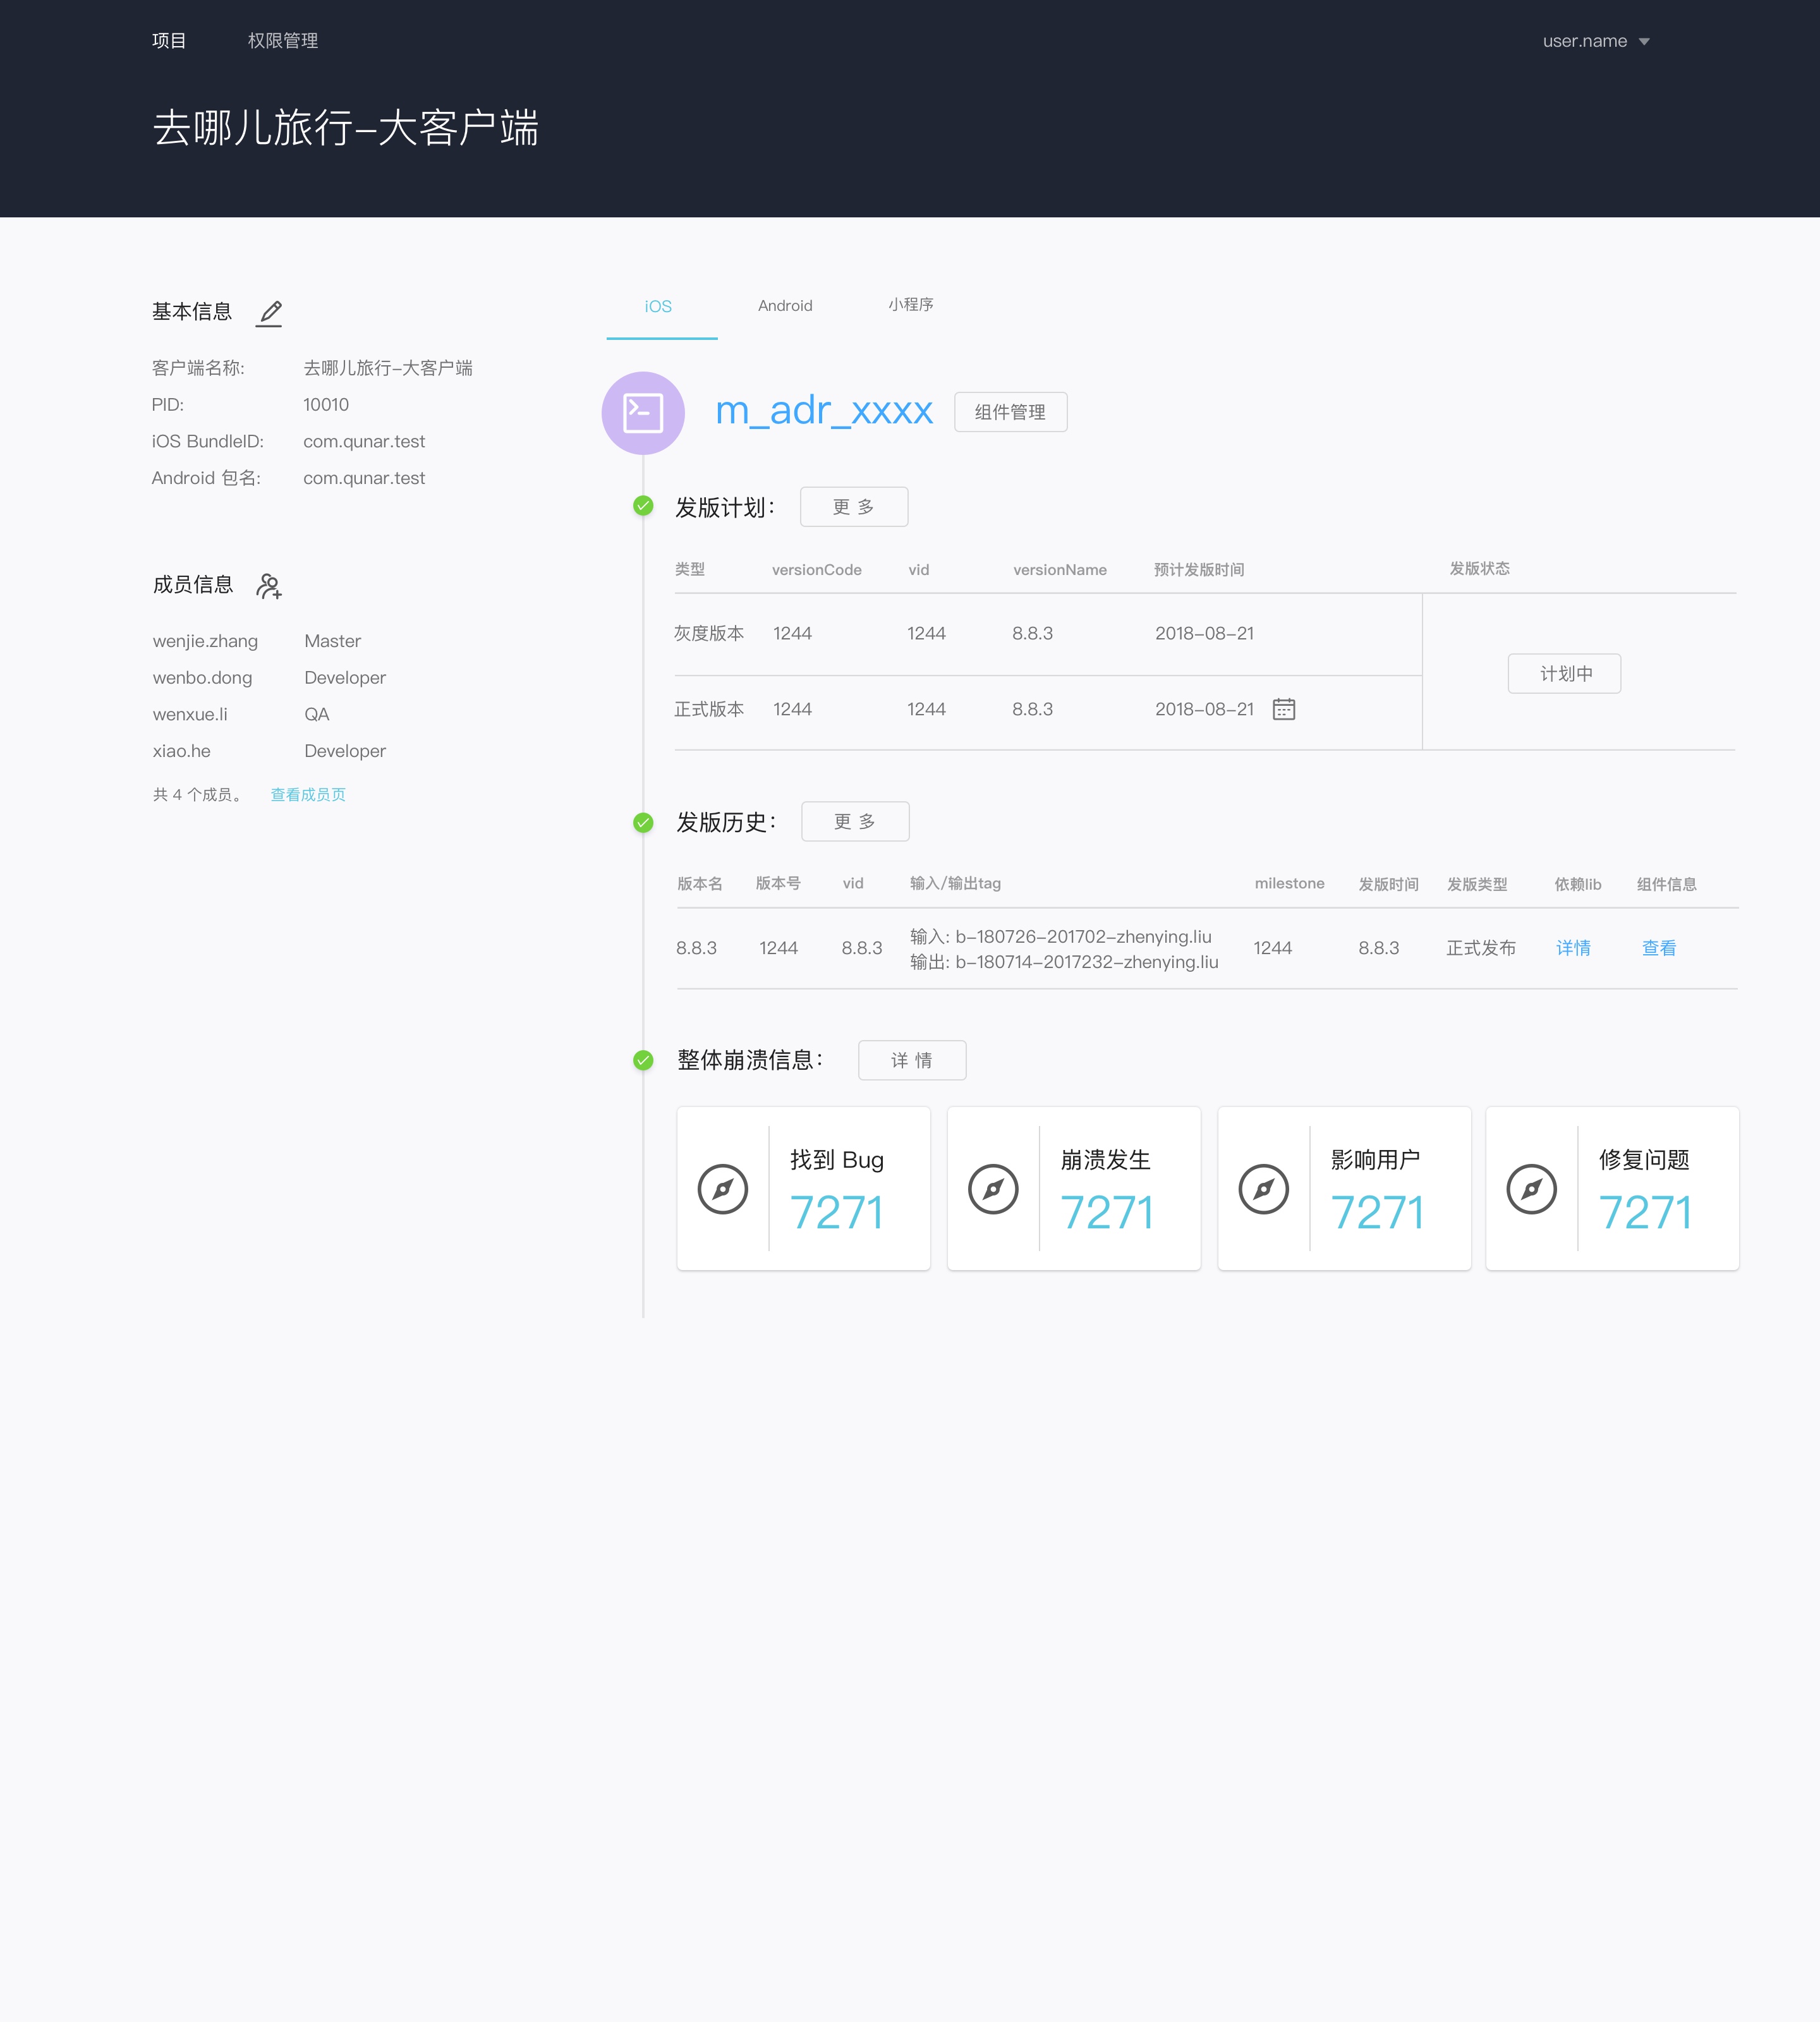 项目 权限管理 user.name
去哪儿旅行-大客户端
基本信息
客户端名称: 去哪儿旅行-大客户端
PID: 10010
iOS BundleID: com.qunar.test
Android 包名: com.qunar.test
成员信息
wenjie.zhang Master
wenbo.dong Developer
wenxue.li QA
xiao.he Developer
共 4 个成员。 查看成员页
iOS Android 小程序
m_adr_xxxx 组件管理
发版计划： 更 多
类型 versionCode vid versionName 预计发版时间 发版状态
灰度版本 1244 1244 8.8.3 2018-08-21
计划中
正式版本 1244 1244 8.8.3 2018-08-21
发版历史： 更 多
版本名 版本号 vid 输入/输出tag milestone 发版时间 发版类型 依赖lib 组件信息
8.8.3 1244 8.8.3 输入: b-180726-201702-zhenying.liu 1244 8.8.3 正式发布 详情 查看
输出: b-180714-2017232-zhenying.liu
整体崩溃信息： 详 情
找到 Bug 崩溃发生 影响用户 修复问题
7271 7271 7271 7271